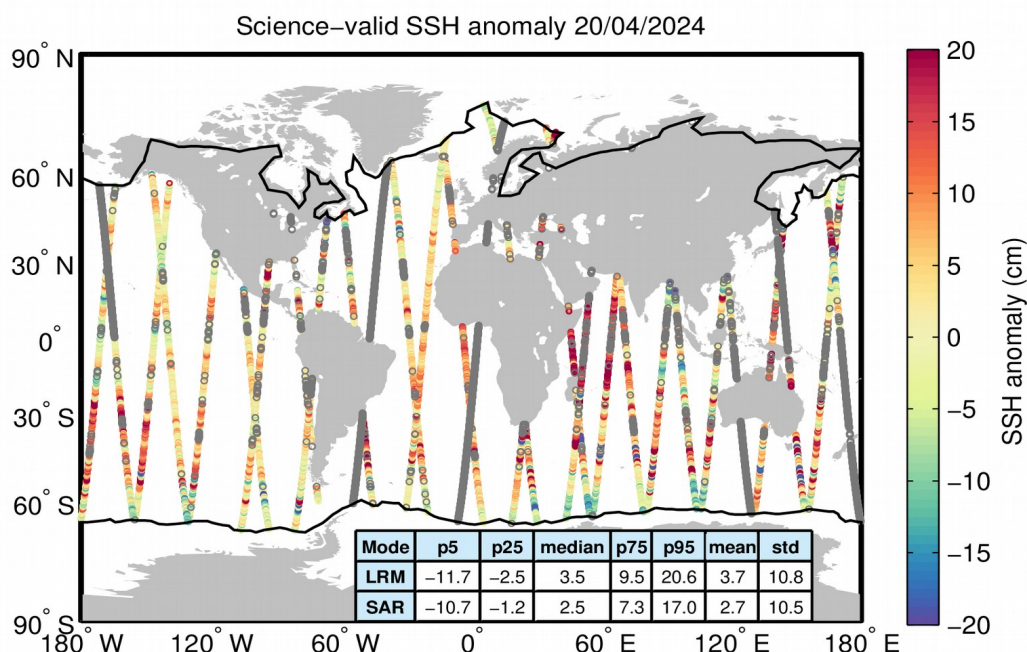 Science−valid SSH anomaly 20/04/2024
90° N
60° N
30° N
0°
30° S
60° S
90° S
180° W 120° W 60° W 0° 60° E 120° E 180° E
20
15
10
5
0
−5
−10
−15
−20
SSH anomaly (cm)
Mode p5 p25 median p75 p95 mean std
LRM −11.7 −2.5 3.5 9.5 20.6 3.7 10.8
SAR −10.7 −1.2 2.5 7.3 17.0 2.7 10.5